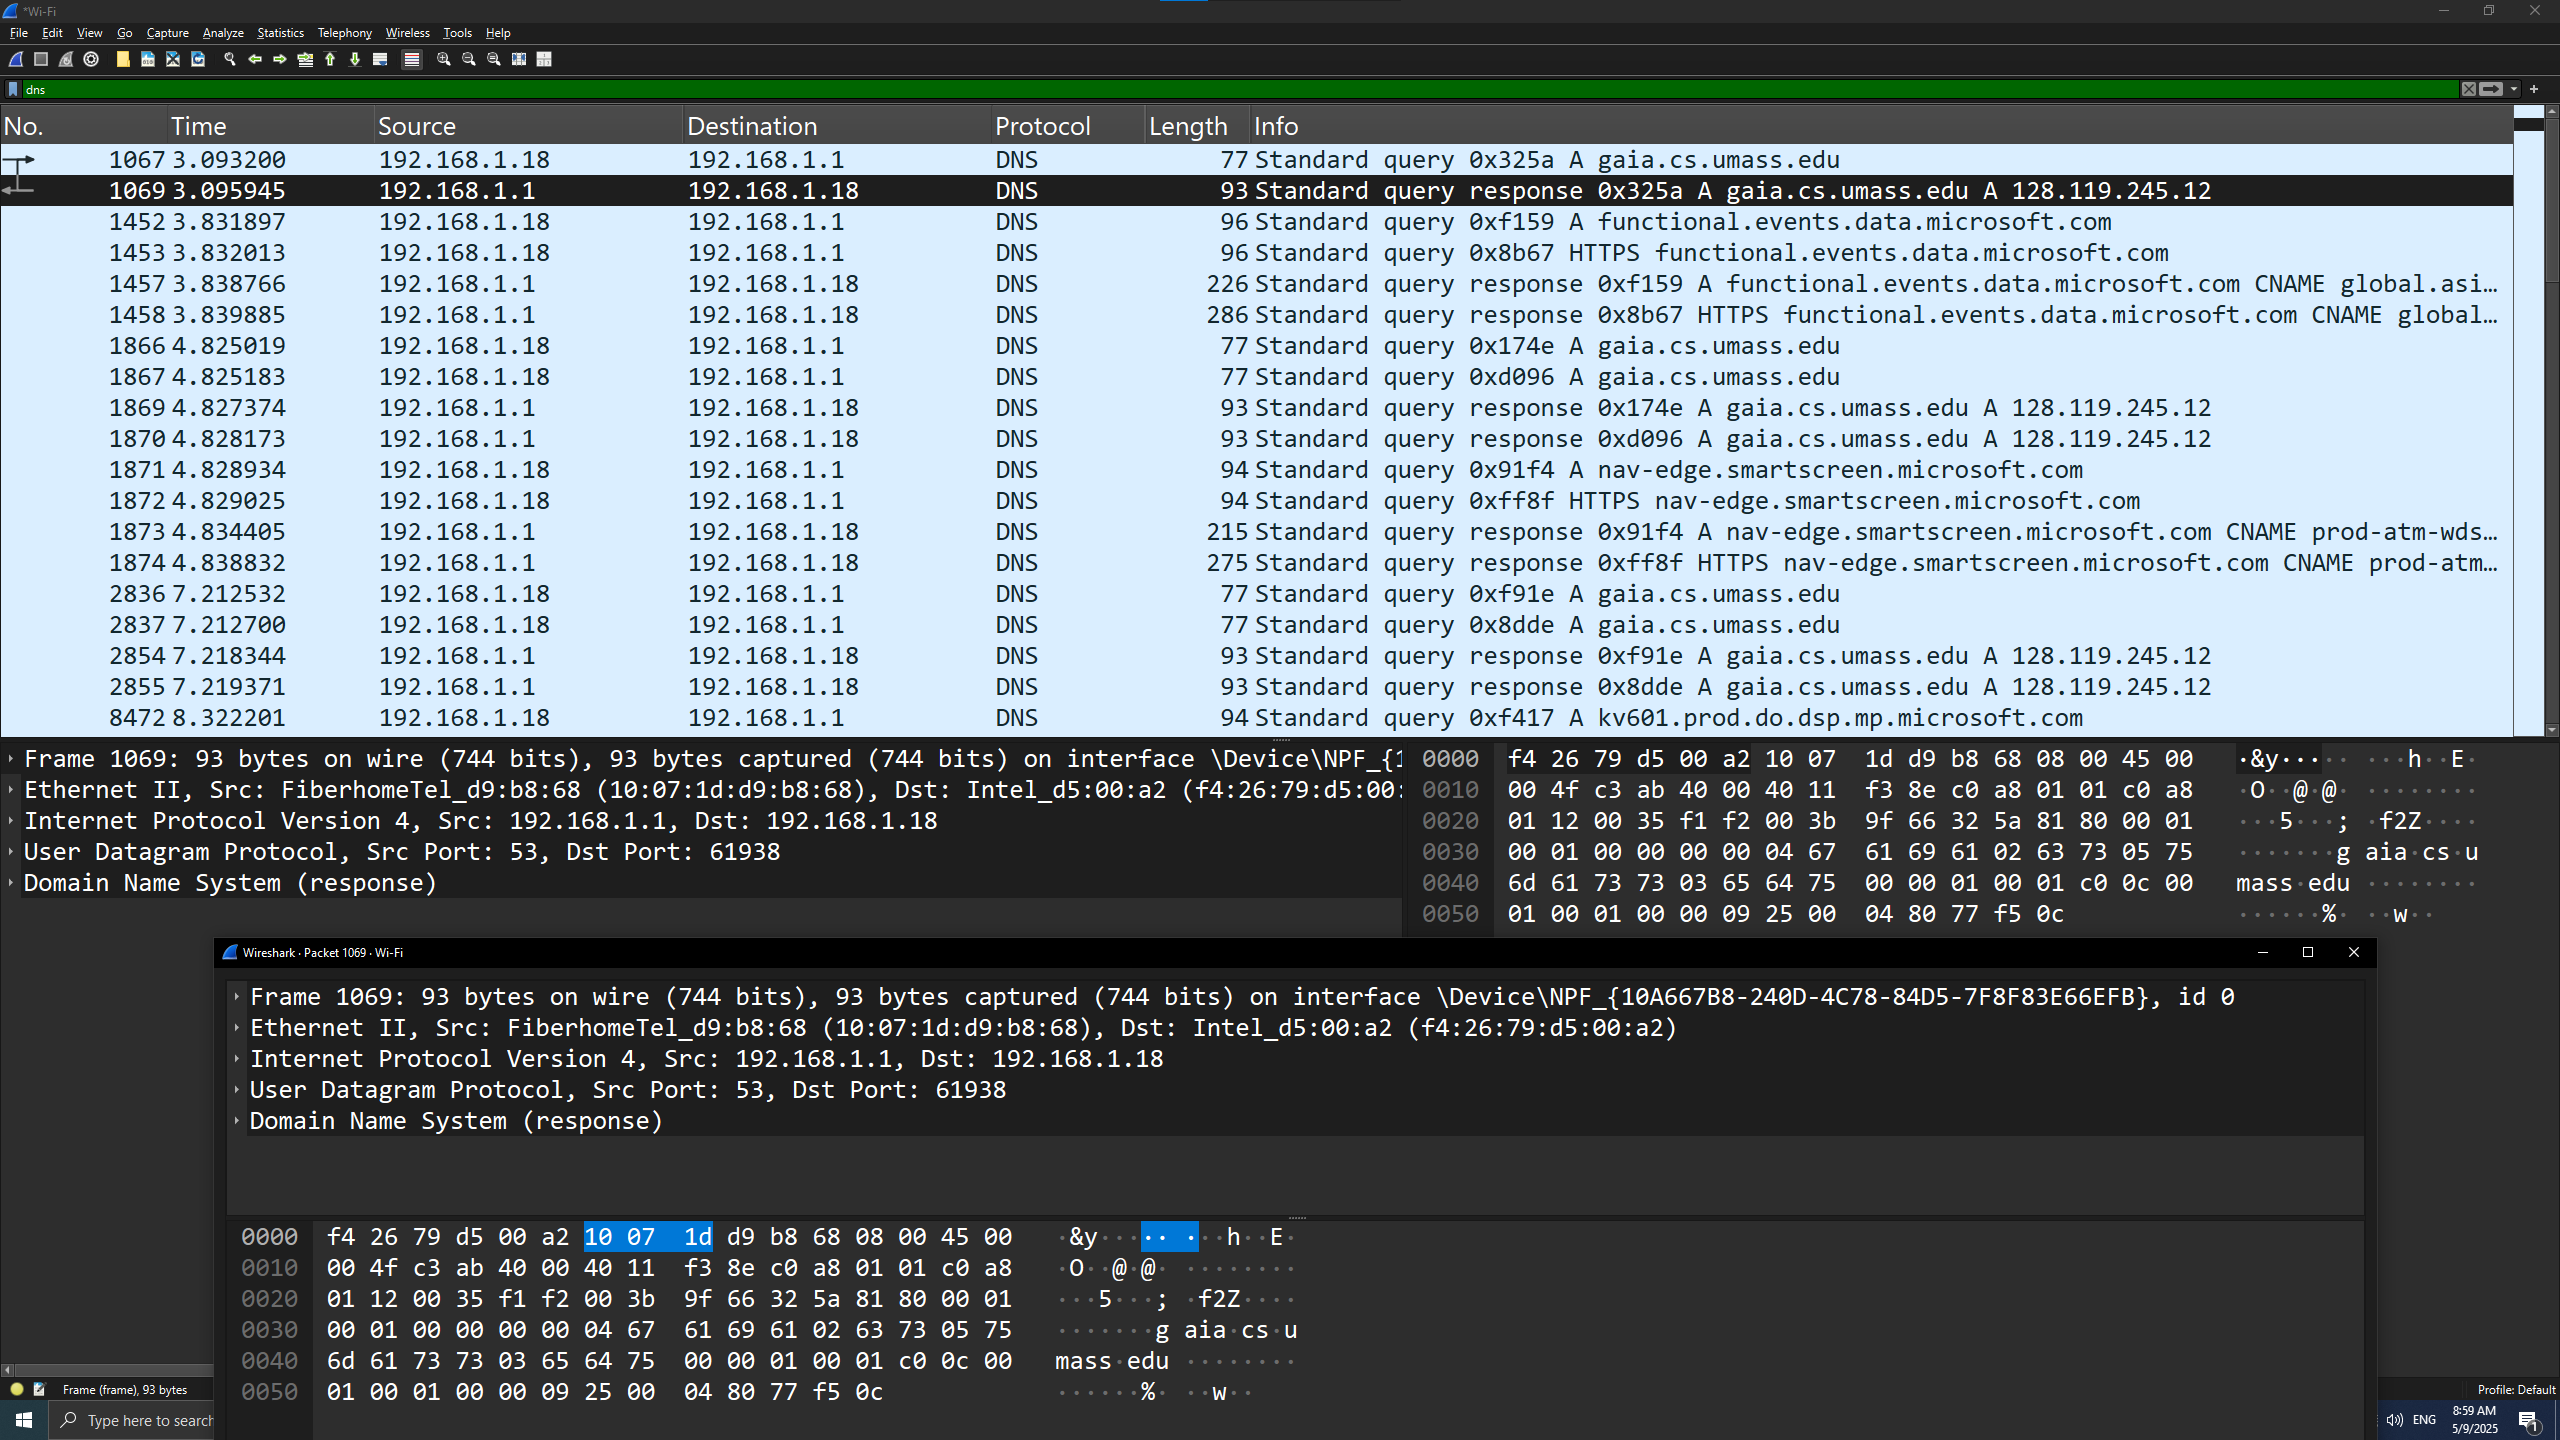 *Wi-Fi
File Edit View Go Capture Analyze Statistics Telephony Wireless Tools Help
dns
No. Time Source Destination Protocol Length Info
1067 3.093200 192.168.1.18 192.168.1.1 DNS 77 Standard query 0x325a A gaia.cs.umass.edu
1069 3.095945 192.168.1.1 192.168.1.18 DNS 93 Standard query response 0x325a A gaia.cs.umass.edu A 128.119.245.12
1452 3.831897 192.168.1.18 192.168.1.1 DNS 96 Standard query 0xf159 A functional.events.data.microsoft.com
1453 3.832013 192.168.1.18 192.168.1.1 DNS 96 Standard query 0x8b67 HTTPS functional.events.data.microsoft.com
1457 3.838766 192.168.1.1 192.168.1.18 DNS 226 Standard query response 0xf159 A functional.events.data.microsoft.com CNAME global.asi…
1458 3.839885 192.168.1.1 192.168.1.18 DNS 286 Standard query response 0x8b67 HTTPS functional.events.data.microsoft.com CNAME global…
1866 4.825019 192.168.1.18 192.168.1.1 DNS 77 Standard query 0x174e A gaia.cs.umass.edu
1867 4.825183 192.168.1.18 192.168.1.1 DNS 77 Standard query 0xd096 A gaia.cs.umass.edu
1869 4.827374 192.168.1.1 192.168.1.18 DNS 93 Standard query response 0x174e A gaia.cs.umass.edu A 128.119.245.12
1870 4.828173 192.168.1.1 192.168.1.18 DNS 93 Standard query response 0xd096 A gaia.cs.umass.edu A 128.119.245.12
1871 4.828934 192.168.1.18 192.168.1.1 DNS 94 Standard query 0x91f4 A nav-edge.smartscreen.microsoft.com
1872 4.829025 192.168.1.18 192.168.1.1 DNS 94 Standard query 0xff8f HTTPS nav-edge.smartscreen.microsoft.com
1873 4.834405 192.168.1.1 192.168.1.18 DNS 215 Standard query response 0x91f4 A nav-edge.smartscreen.microsoft.com CNAME prod-atm-wds…
1874 4.838832 192.168.1.1 192.168.1.18 DNS 275 Standard query response 0xff8f HTTPS nav-edge.smartscreen.microsoft.com CNAME prod-atm…
2836 7.212532 192.168.1.18 192.168.1.1 DNS 77 Standard query 0xf91e A gaia.cs.umass.edu
2837 7.212700 192.168.1.18 192.168.1.1 DNS 77 Standard query 0x8dde A gaia.cs.umass.edu
2854 7.218344 192.168.1.1 192.168.1.18 DNS 93 Standard query response 0xf91e A gaia.cs.umass.edu A 128.119.245.12
2855 7.219371 192.168.1.1 192.168.1.18 DNS 93 Standard query response 0x8dde A gaia.cs.umass.edu A 128.119.245.12
8472 8.322201 192.168.1.18 192.168.1.1 DNS 94 Standard query 0xf417 A kv601.prod.do.dsp.mp.microsoft.com
Frame 1069: 93 bytes on wire (744 bits), 93 bytes captured (744 bits) on interface \Device\NPF_{1
Ethernet II, Src: FiberhomeTel_d9:b8:68 (10:07:1d:d9:b8:68), Dst: Intel_d5:00:a2 (f4:26:79:d5:00:
Internet Protocol Version 4, Src: 192.168.1.1, Dst: 192.168.1.18
User Datagram Protocol, Src Port: 53, Dst Port: 61938
Domain Name System (response)
0000 f4 26 79 d5 00 a2 10 07 1d d9 b8 68 08 00 45 00 ·&y··· ·· ···h··E·
0010 00 4f c3 ab 40 00 40 11 f3 8e c0 a8 01 01 c0 a8 ·O··@·@· ········
0020 01 12 00 35 f1 f2 00 3b 9f 66 32 5a 81 80 00 01 ···5···; ·f2Z····
0030 00 01 00 00 00 00 04 67 61 69 61 02 63 73 05 75 ·······g aia·cs·u
0040 6d 61 73 73 03 65 64 75 00 00 01 00 01 c0 0c 00 mass·edu ········
0050 01 00 01 00 00 09 25 00 04 80 77 f5 0c ······%· ··w··
Wireshark · Packet 1069 · Wi-Fi
Frame 1069: 93 bytes on wire (744 bits), 93 bytes captured (744 bits) on interface \Device\NPF_{10A667B8-240D-4C78-84D5-7F8F83E66EFB}, id 0
Ethernet II, Src: FiberhomeTel_d9:b8:68 (10:07:1d:d9:b8:68), Dst: Intel_d5:00:a2 (f4:26:79:d5:00:a2)
Internet Protocol Version 4, Src: 192.168.1.1, Dst: 192.168.1.18
User Datagram Protocol, Src Port: 53, Dst Port: 61938
Domain Name System (response)
0000 f4 26 79 d5 00 a2 10 07 1d d9 b8 68 08 00 45 00 ·&y····· ···h··E·
0010 00 4f c3 ab 40 00 40 11 f3 8e c0 a8 01 01 c0 a8 ·O··@·@· ········
0020 01 12 00 35 f1 f2 00 3b 9f 66 32 5a 81 80 00 01 ···5···; ·f2Z····
0030 00 01 00 00 00 00 04 67 61 69 61 02 63 73 05 75 ·······g aia·cs·u
0040 6d 61 73 73 03 65 64 75 00 00 01 00 01 c0 0c 00 mass·edu ········
0050 01 00 01 00 00 09 25 00 04 80 77 f5 0c ······%· ··w··
Frame (frame), 93 bytes
Profile: Default
Type here to search
ENG
8:59 AM
5/9/2025
1